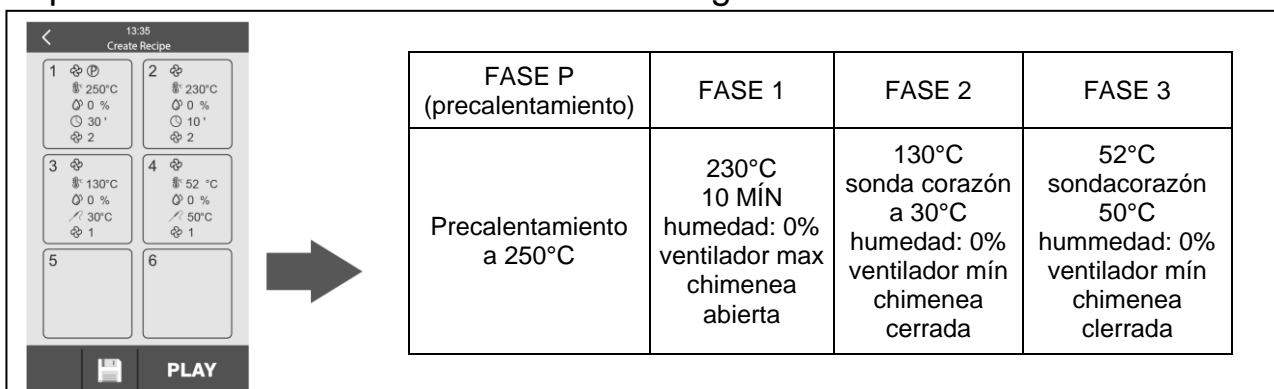 13:35
Create Recipe
1 P
250°C
0 %
30 '
2
2
230°C
0 %
10 '
2
3
130°C
0 %
30°C
1
4
52 °C
0 %
50°C
1
5
6
PLAY
FASE P
(precalentamiento)
FASE 1
FASE 2
FASE 3
Precalentamiento
a 250°C
230°C
10 MÍN
humedad: 0%
ventilador max
chimenea
abierta
130°C
sonda corazón
a 30°C
humedad: 0%
ventilador mín
chimenea
cerrada
52°C
sondacorazón
50°C
hummedad: 0%
ventilador mín
chimenea
clerrada